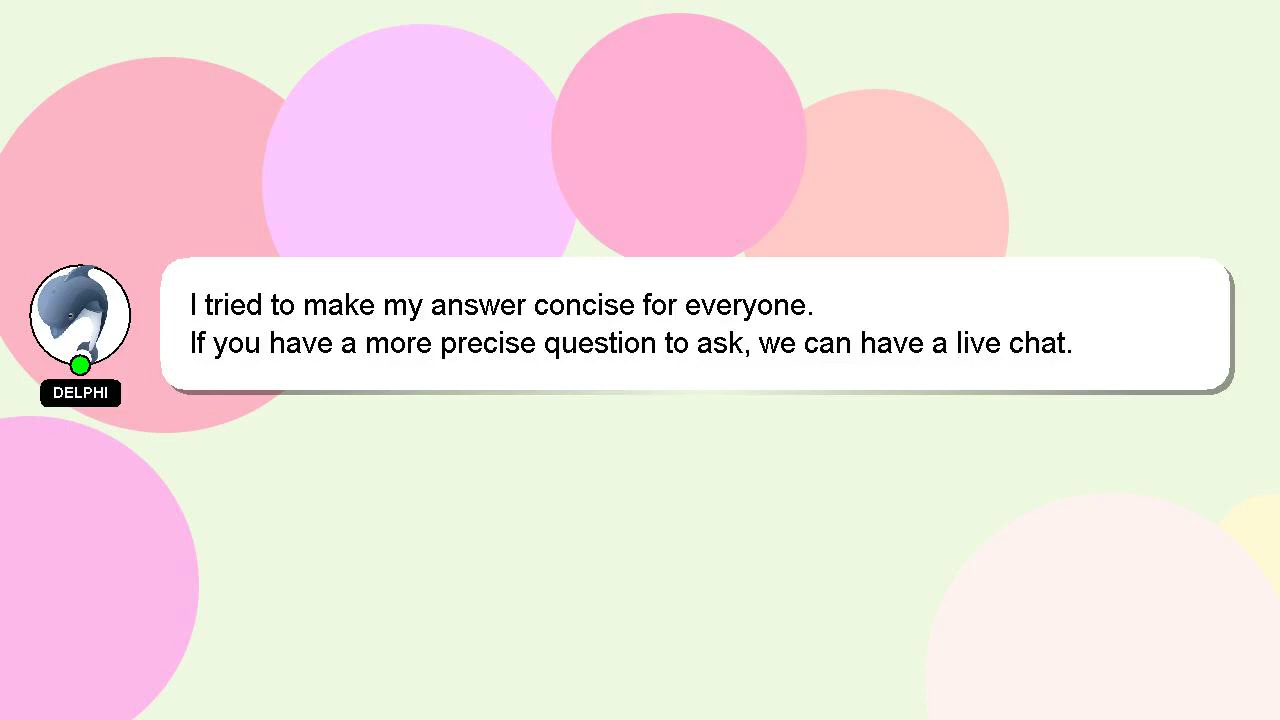 I tried to make my answer concise for everyone.
If you have a more precise question to ask, we can have a live chat.
DELPHI